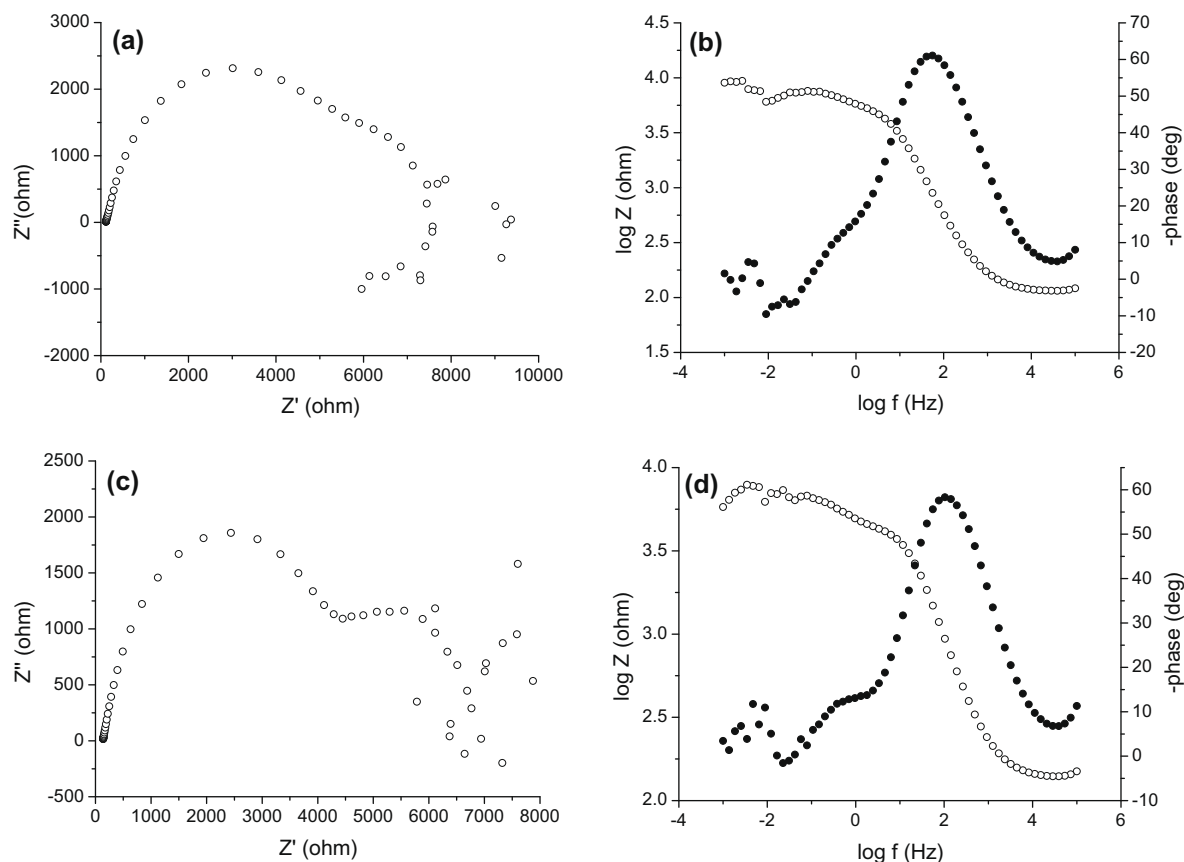 (a)
3000
2000
1000
0
-1000
-2000
Z''(ohm)
0 2000 4000 6000 8000 10000
Z' (ohm)
(b)
4.5
4.0
3.5
3.0
2.5
2.0
1.5
log Z (ohm)
70
60
50
40
30
20
10
0
-10
-20
-phase (deg)
-4 -2 0 2 4 6
log f (Hz)
(c)
2500
2000
1500
1000
500
0
-500
Z'' (ohm)
0 1000 2000 3000 4000 5000 6000 7000 8000
Z' (ohm)
(d)
4.0
3.5
3.0
2.5
2.0
log Z (ohm)
60
50
40
30
20
10
0
-10
-phase (deg)
-4 -2 0 2 4 6
log f (Hz)